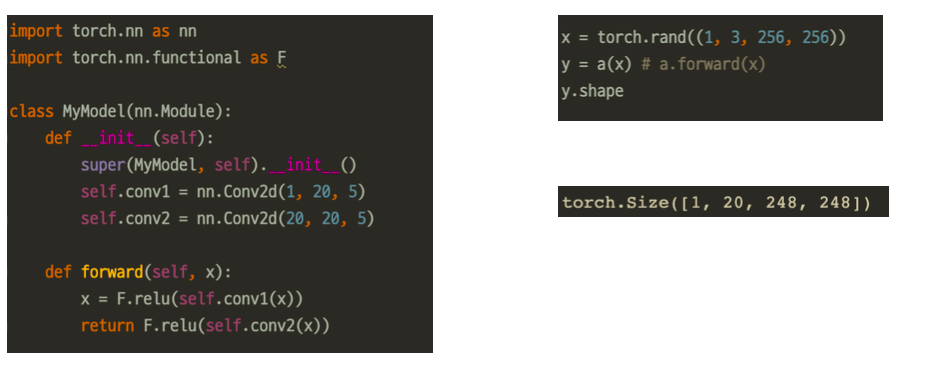 import torch.nn as nn
import torch.nn.functional as F
class MyModel(nn.Module):
    def __init__(self):
        super(MyModel, self).__init__()
        self.conv1 = nn.Conv2d(1, 20, 5)
        self.conv2 = nn.Conv2d(20, 20, 5)
    def forward(self, x):
        x = F.relu(self.conv1(x))
        return F.relu(self.conv2(x))
x = torch.rand((1, 3, 256, 256))
y = a(x) # a.forward(x)
y.shape
torch.Size([1, 20, 248, 248])